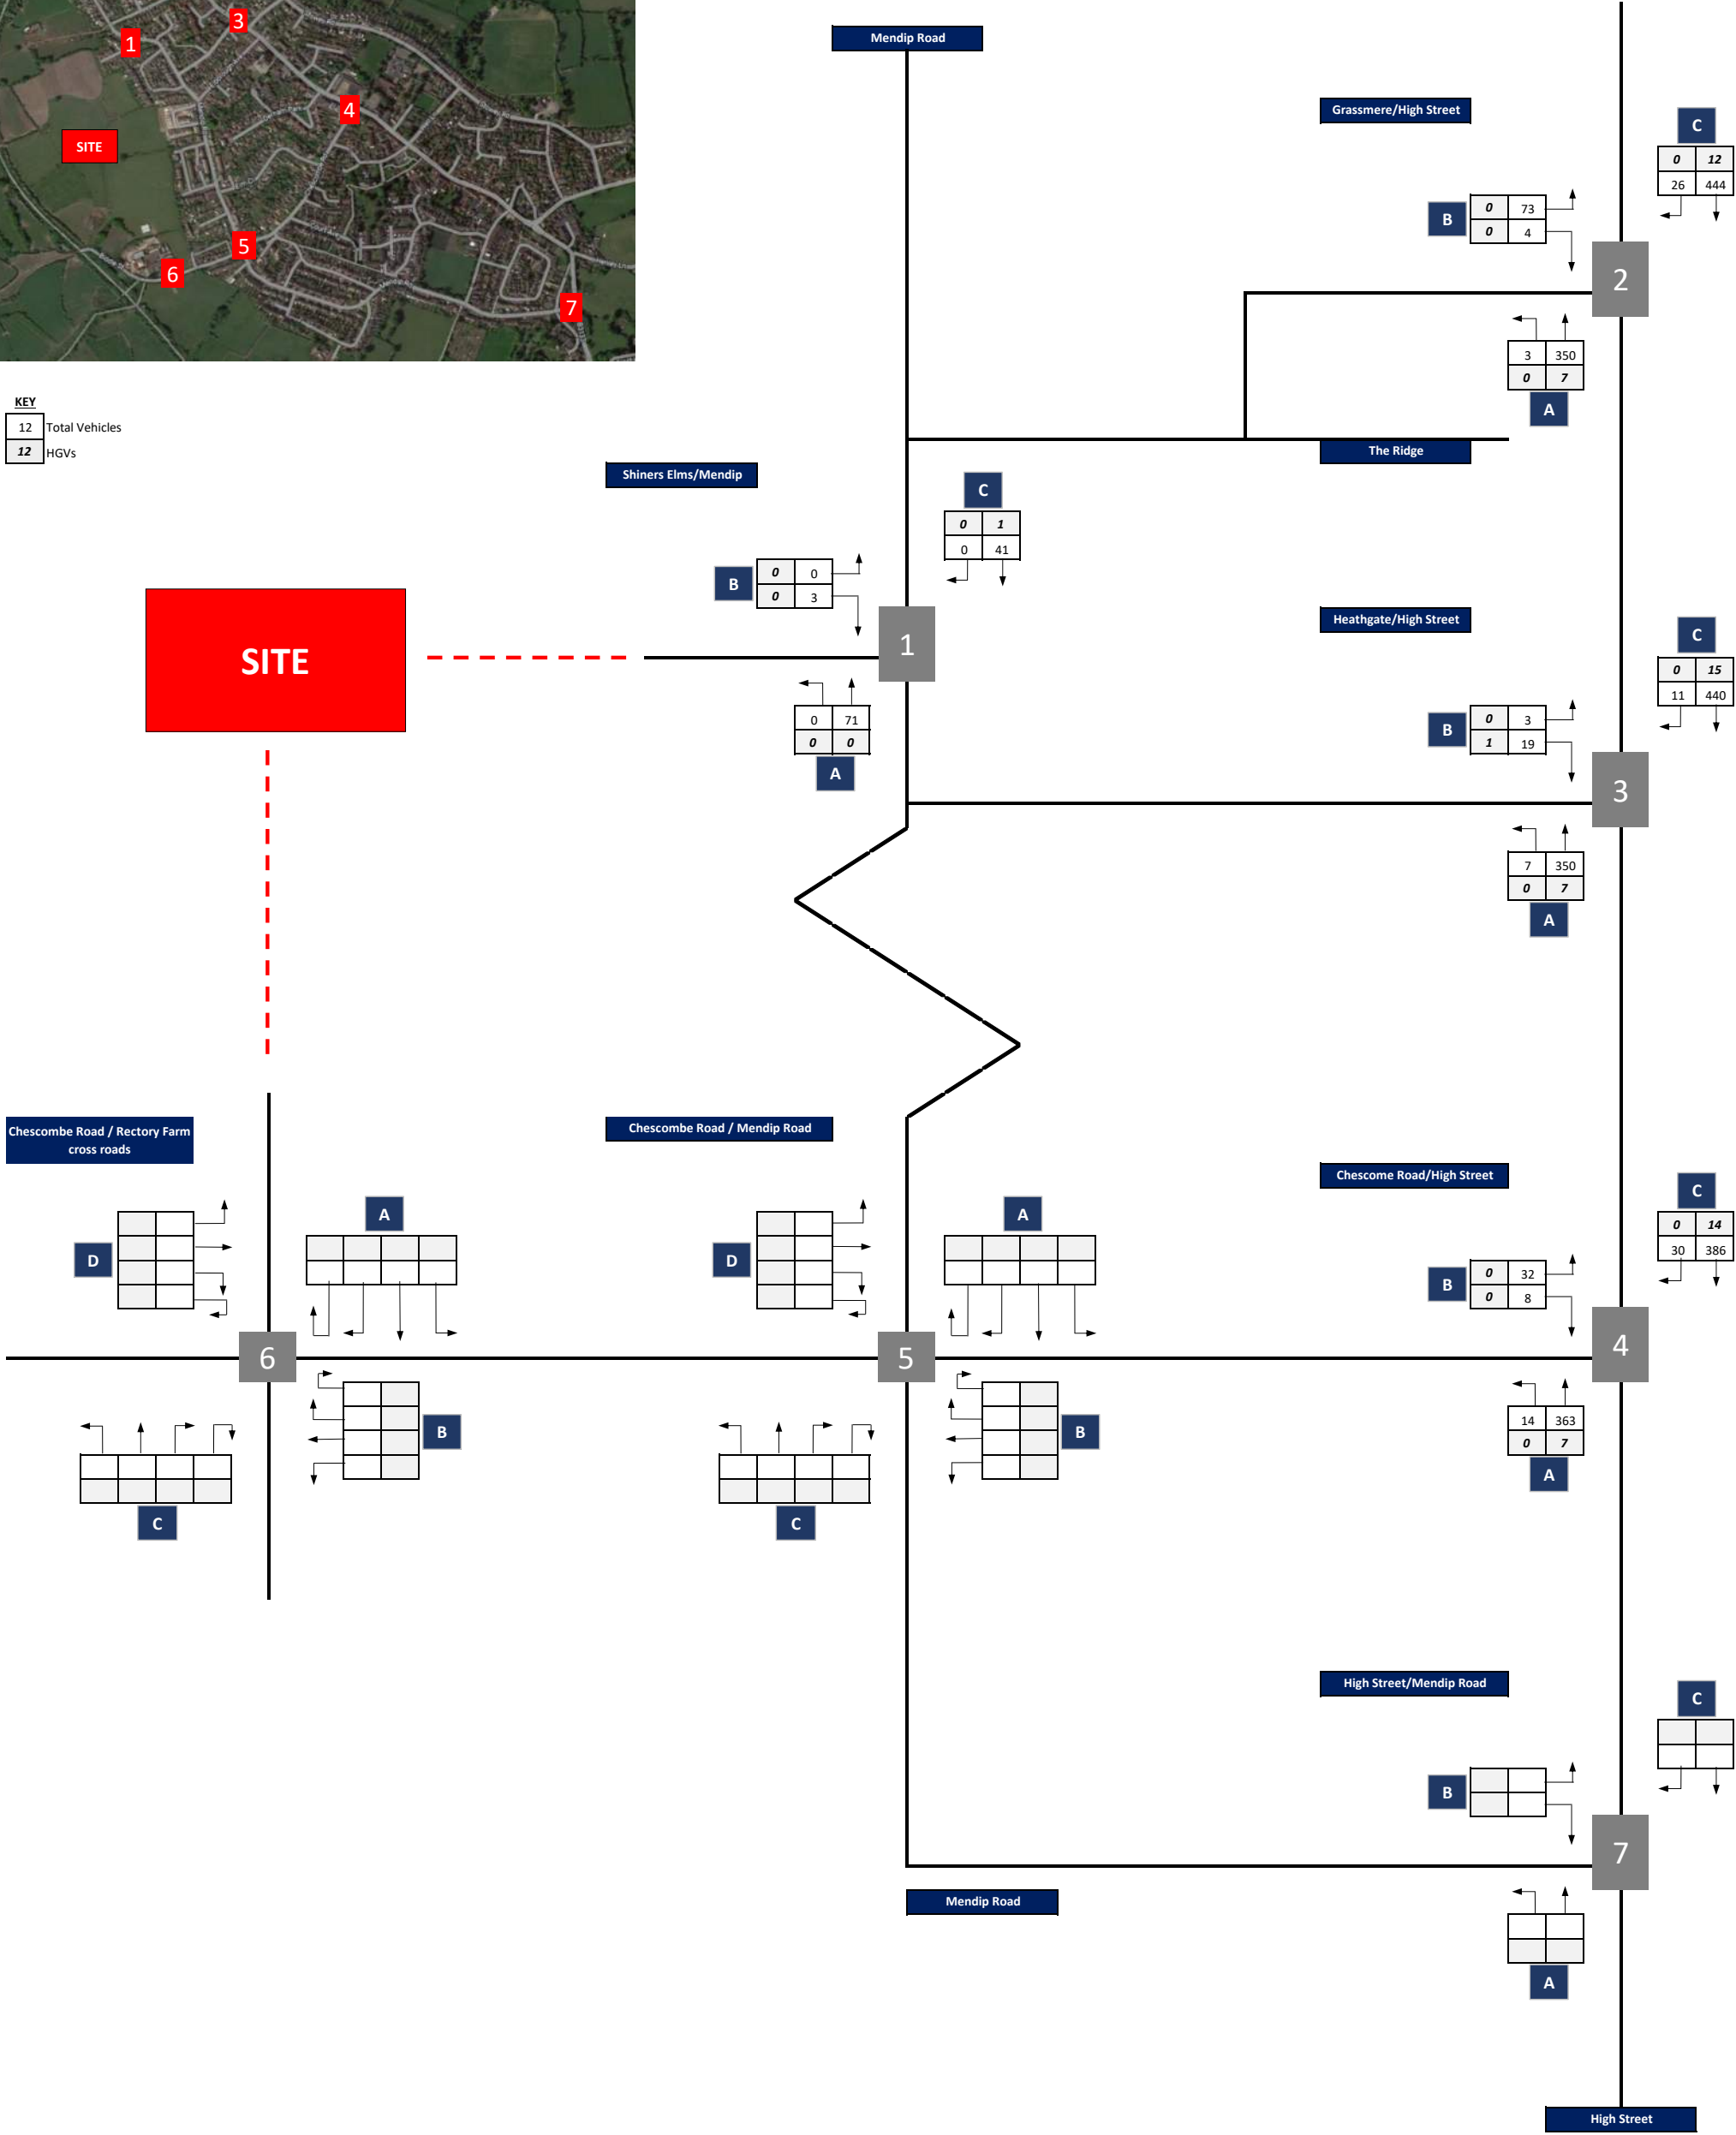 1
3
4
SITE
5
6
7
KEY
12 Total Vehicles
12 HGVs
Mendip Road
Grassmere/High Street
C
0 12
26 444
B
0 73
0 4
2
3 350
0 7
A
The Ridge
Shiners Elms/Mendip
C
0 1
0 41
B
0 0
0 3
1
0 71
0 0
A
SITE
Heathgate/High Street
C
0 15
11 440
B
0 3
1 19
3
7 350
0 7
A
Chescombe Road / Rectory Farm
cross roads
A
D
6
B
C
Chescombe Road / Mendip Road
A
D
5
B
C
Chescome Road/High Street
C
0 14
30 386
B
0 32
0 8
4
14 363
0 7
A
High Street/Mendip Road
C
B
7
Mendip Road
A
High Street